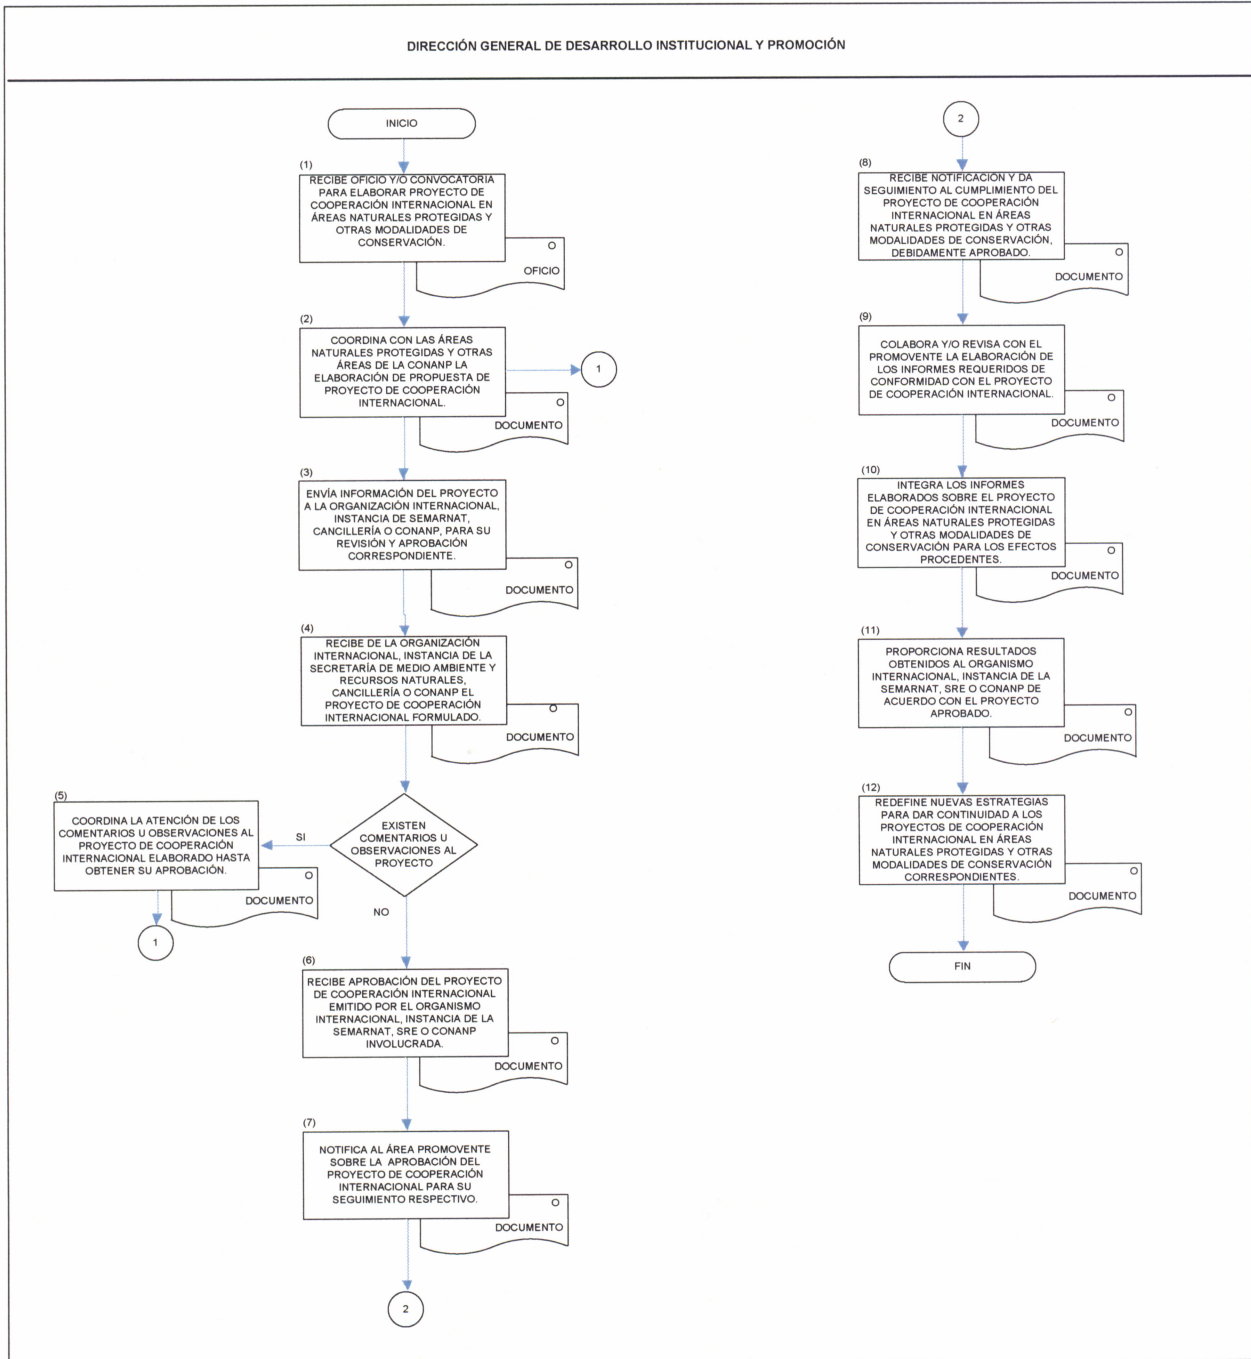 DIRECCIÓN GENERAL DE DESARROLLO INSTITUCIONAL Y PROMOCIÓN
INICIO
(1)
RECIBE OFICIO Y/O CONVOCATORIA
PARA ELABORAR PROYECTO DE
COOPERACIÓN INTERNACIONAL EN
ÁREAS NATURALES PROTEGIDAS Y
OTRAS MODALIDADES DE
CONSERVACIÓN.
O
OFICIO
(2)
COORDINA CON LAS ÁREAS
NATURALES PROTEGIDAS Y OTRAS
ÁREAS DE LA CONANP LA
ELABORACIÓN DE PROPUESTA DE
PROYECTO DE COOPERACIÓN
INTERNACIONAL.
1
O
DOCUMENTO
(3)
ENVÍA INFORMACIÓN DEL PROYECTO
A LA ORGANIZACIÓN INTERNACIONAL,
INSTANCIA DE SEMARNAT,
CANCILLERÍA O CONANP, PARA SU
REVISIÓN Y APROBACIÓN
CORRESPONDIENTE.
O
DOCUMENTO
(4)
RECIBE DE LA ORGANIZACIÓN
INTERNACIONAL, INSTANCIA DE LA
SECRETARÍA DE MEDIO AMBIENTE Y
RECURSOS NATURALES,
CANCILLERÍA O CONANP EL
PROYECTO DE COOPERACIÓN
INTERNACIONAL FORMULADO.
O
DOCUMENTO
EXISTEN
COMENTARIOS U
OBSERVACIONES AL
PROYECTO
SI
(5)
COORDINA LA ATENCIÓN DE LOS
COMENTARIOS U OBSERVACIONES AL
PROYECTO DE COOPERACIÓN
INTERNACIONAL ELABORADO HASTA
OBTENER SU APROBACIÓN.
O
DOCUMENTO
1
NO
(6)
RECIBE APROBACIÓN DEL PROYECTO
DE COOPERACIÓN INTERNACIONAL
EMITIDO POR EL ORGANISMO
INTERNACIONAL, INSTANCIA DE LA
SEMARNAT, SRE O CONANP
INVOLUCRADA.
O
DOCUMENTO
(7)
NOTIFICA AL ÁREA PROMOVENTE
SOBRE LA APROBACIÓN DEL
PROYECTO DE COOPERACIÓN
INTERNACIONAL PARA SU
SEGUIMIENTO RESPECTIVO.
O
DOCUMENTO
2
2
(8)
RECIBE NOTIFICACIÓN Y DA
SEGUIMIENTO AL CUMPLIMIENTO DEL
PROYECTO DE COOPERACIÓN
INTERNACIONAL EN ÁREAS
NATURALES PROTEGIDAS Y OTRAS
MODALIDADES DE CONSERVACIÓN,
DEBIDAMENTE APROBADO.
O
DOCUMENTO
(9)
COLABORA Y/O REVISA CON EL
PROMOVENTE LA ELABORACIÓN DE
LOS INFORMES REQUERIDOS DE
CONFORMIDAD CON EL PROYECTO
DE COOPERACIÓN INTERNACIONAL.
O
DOCUMENTO
(10)
INTEGRA LOS INFORMES
ELABORADOS SOBRE EL PROYECTO
DE COOPERACIÓN INTERNACIONAL
EN ÁREAS NATURALES PROTEGIDAS
Y OTRAS MODALIDADES DE
CONSERVACIÓN PARA LOS EFECTOS
PROCEDENTES.
O
DOCUMENTO
(11)
PROPORCIONA RESULTADOS
OBTENIDOS AL ORGANISMO
INTERNACIONAL, INSTANCIA DE LA
SEMARNAT, SRE O CONANP DE
ACUERDO CON EL PROYECTO
APROBADO.
O
DOCUMENTO
(12)
REDEFINE NUEVAS ESTRATEGIAS
PARA DAR CONTINUIDAD A LOS
PROYECTOS DE COOPERACIÓN
INTERNACIONAL EN ÁREAS
NATURALES PROTEGIDAS Y OTRAS
MODALIDADES DE CONSERVACIÓN
CORRESPONDIENTES.
O
DOCUMENTO
FIN